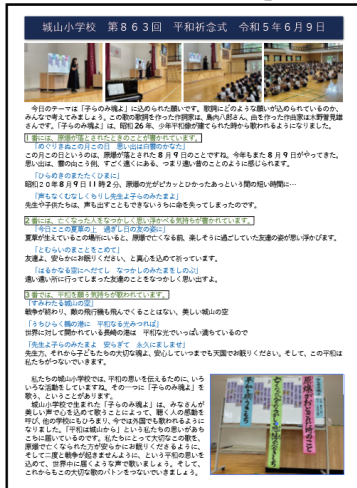 城山小学校　第８６３回　平和祈念式　令和５年６月９日
今日のテーマは「子らのみ魂よ」に込められた願いです。歌詞にどのような願いが込められているのか、
みんなで考えてみましょう。この歌の歌詞を作った作詞家は、島内八郎さん、曲を作った作曲家は木野普見雄
さんです。「子らのみ魂よ」は、昭和26年、少年平和像が建てられた時から歌われるようになりました。
１番には、原爆が落とされたときのことが書かれています。
「めぐりきぬこの月この日　思い出は白雲のかなた」
この月この日というのは、原爆が落とされた８月９日のことですね。今年もまた８月９日がやってきた。
思い出は、雲の向こう側、すごく遠くにある、つまり遠い昔のことのように感じられます。
「ひらめきのまたたくひまに」
昭和２０年８月９日１１時２分、原爆の光がピカッとひかったあっという間の短い時間に…
「声もなくむなしくちりし先生よ子らのみたまよ」
先生や子供たちは、声も出すこともできないうちに命を失ってしまったのです。
２番には、亡くなった人をなつかしく思い浮かべる気持ちが書かれています。
「今日ここの夏草の上　過ぎし日の友の姿に」
夏草が生えているこの場所にいると、原爆で亡くなる前、楽しそうに過ごしていた友達の姿が思い浮かびます。
「とむらいのまことをこめて」
友達よ、安らかにお眠りください、と真心を込めて祈っています。
「はるかなる空にへだてし　なつかしのみたまをしのぶ」
遠い遠い所に行ってしまった友達のことをなつかしく思い出すよ。
３番では、平和を願う気持ちが歌われています。
「すみわたる城山の空」
戦争が終わり、敵の飛行機も飛んでくることはない、美しい城山の空
「うちひらく鶴の港に　平和なる光みつれば」
世界に対して開かれている長崎の港は　平和な光でいっぱい満ちているので
「先生よ子らのみたまよ　安らぎて　永久にましませ」
先生方、それから子どもたちの大切な魂よ、安心していつまでも天国でお眠りください。そして、この平和は
私たちがつないでいきます。
私たちの城山小学校では、平和の思いを伝えるために、いろ
いろな活動をしていますね。その一つに「子らのみ魂よ」を
歌う、ということがあります。
城山小学校で生まれた「子らのみ魂よ」は、みなさんが
美しい声で心を込めて歌うことによって、聴く人の感動を
呼び、他の学校にもひろまり、今では外国でも歌われるように
なりました。「平和は城山から」という私たちの思いがあち
こちに届いているのです。私たちにとって大切なこの歌を、
原爆で亡くなられた方が安らかにお眠りくださるように、
そして二度と戦争が起きませんように、という平和の思いを
込めて、世界中に届くような声で歌いましょう。そして、
これからもこの大切な歌のバトンをつないでいきましょう。